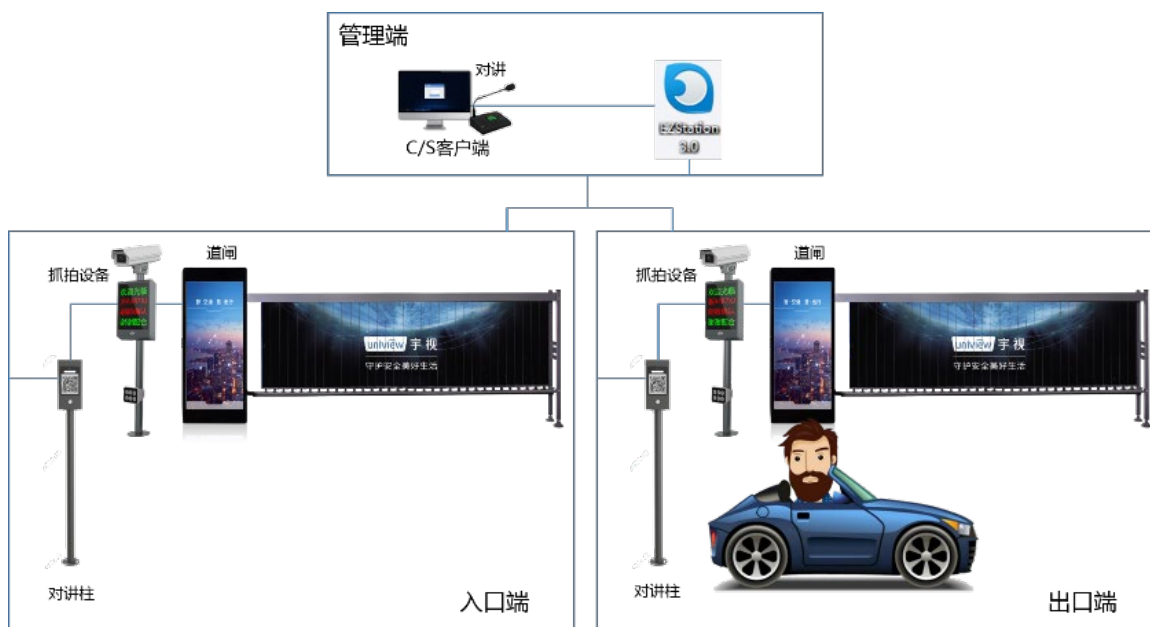 管理端
对讲
C/S客户端
EZStation
3.0
道闸
抓拍设备
uniview 宇视
守护安全美好生活
对讲柱
入口端
道闸
抓拍设备
uniview 宇视
守护安全美好生活
对讲柱
出口端